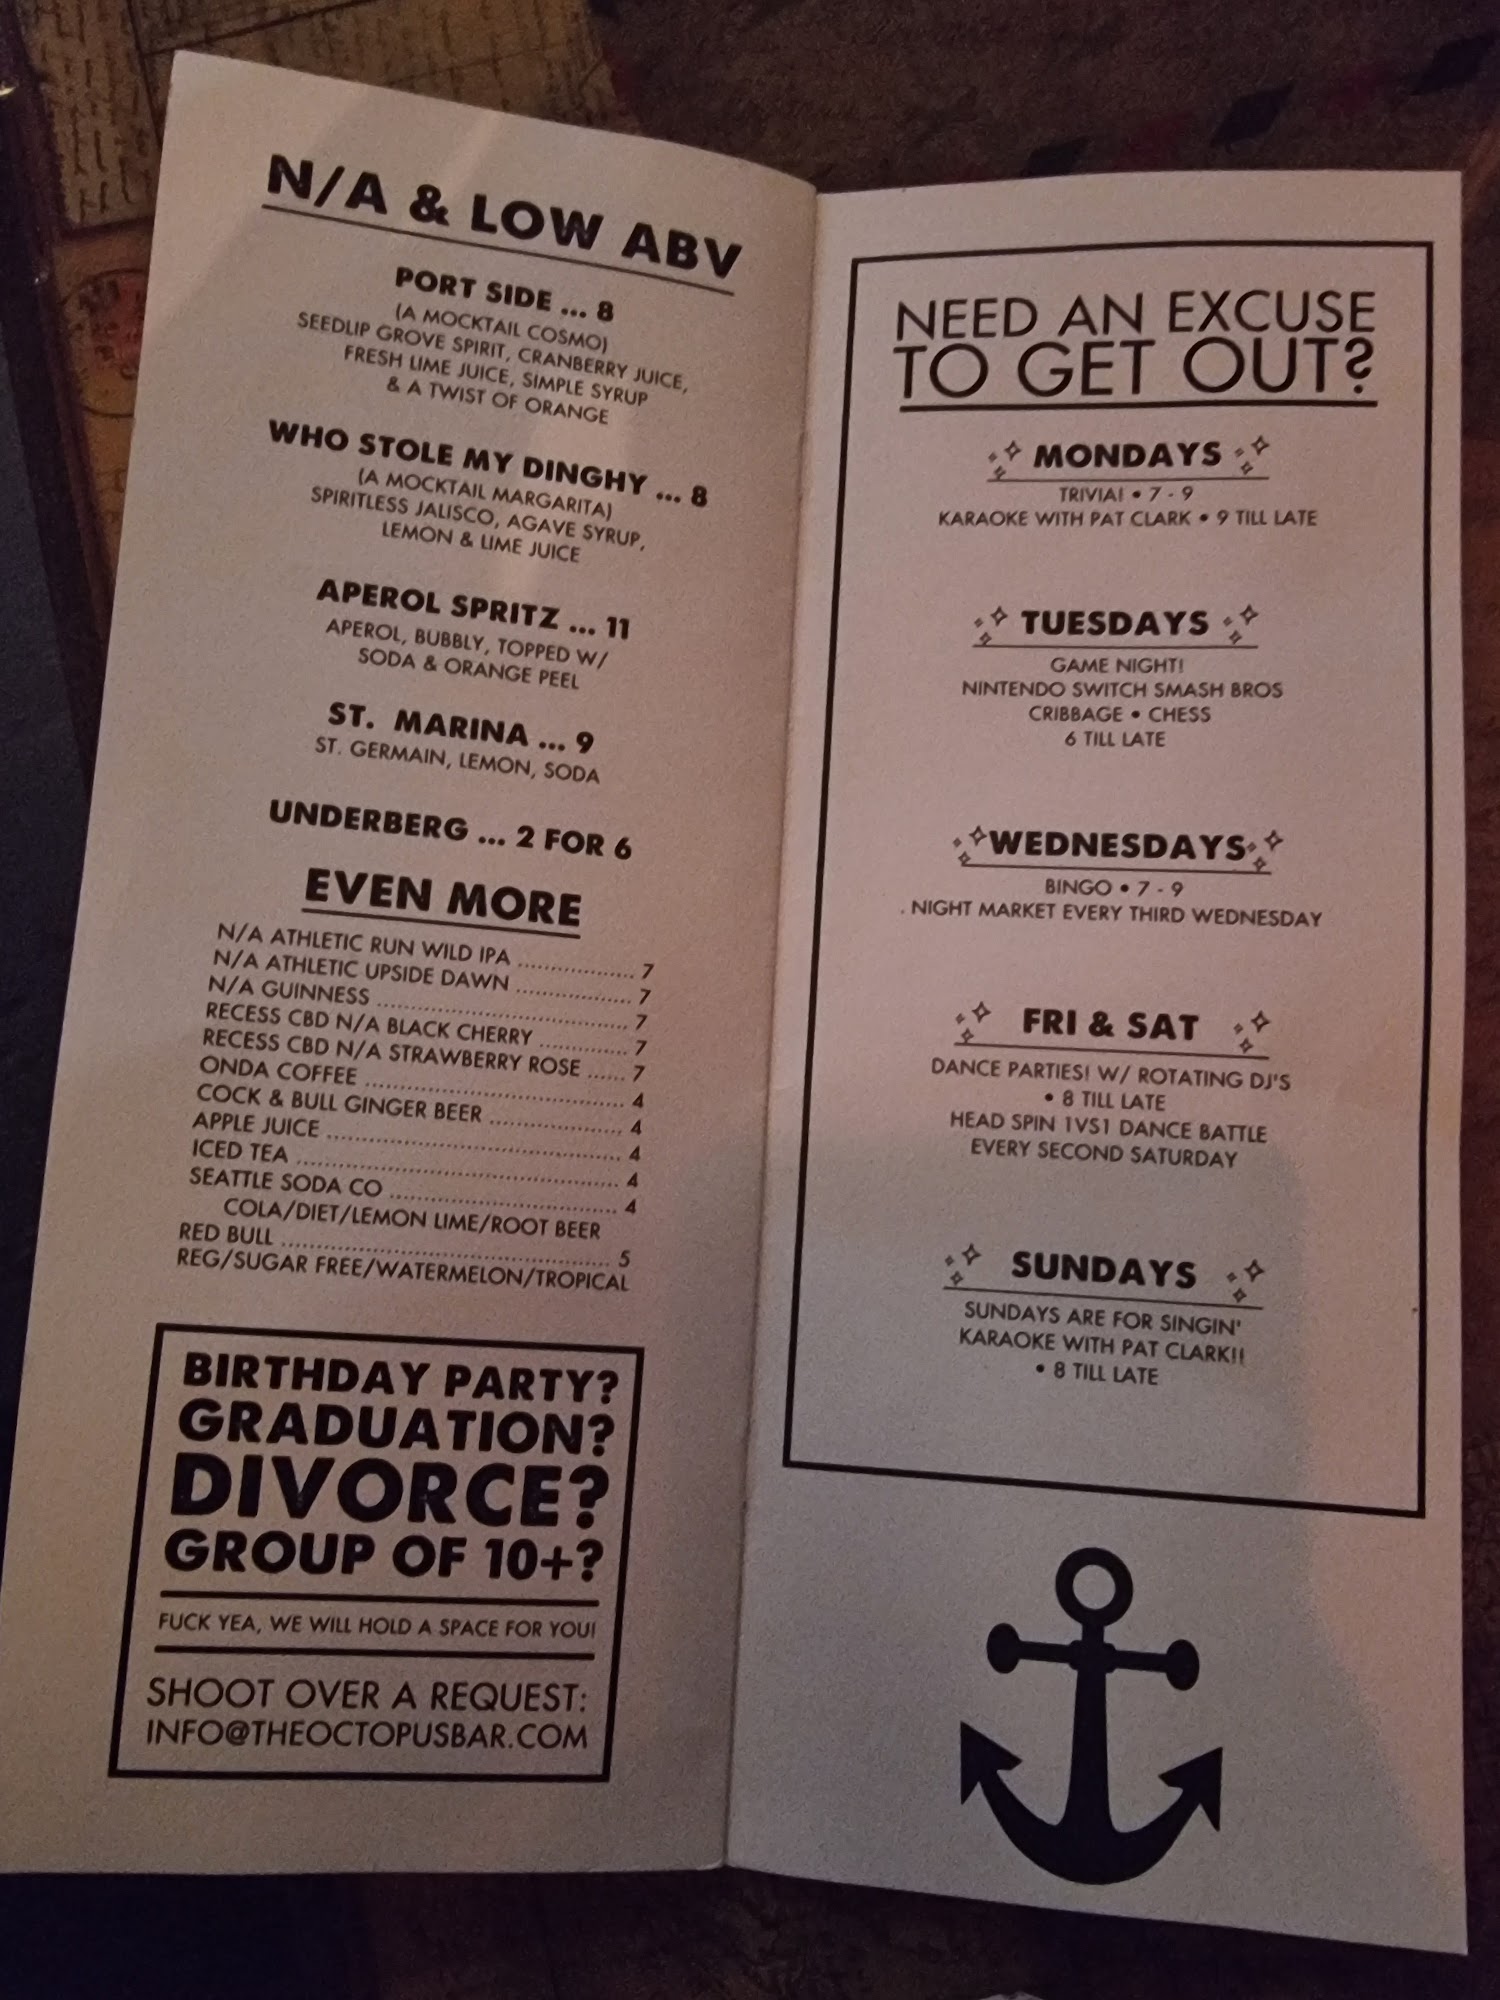 N/A & LOW ABV
PORT SIDE ... 8
(A MOCKTAIL COSMO)
SEEDLIP GROVE SPIRIT, CRANBERRY JUICE,
FRESH LIME JUICE, SIMPLE SYRUP
& A TWIST OF ORANGE
WHO STOLE MY DINGHY ... 8
(A MOCKTAIL MARGARITA)
SPIRITLESS JALISCO, AGAVE SYRUP,
LEMON & LIME JUICE
APEROL SPRITZ ... 11
APEROL, BUBBLY, TOPPED W/
SODA & ORANGE PEEL
ST. MARINA ... 9
ST. GERMAIN, LEMON, SODA
UNDERBERG ... 2 FOR 6
EVEN MORE
N/A ATHLETIC RUN WILD IPA .................. 7
N/A ATHLETIC UPSIDE DAWN .................. 7
N/A GUINNESS ....................................... 7
RECESS CBD N/A BLACK CHERRY .............. 7
RECESS CBD N/A STRAWBERRY ROSE ...... 7
ONDA COFFEE ........................................ 4
COCK & BULL GINGER BEER .................... 4
APPLE JUICE ............................................ 4
ICED TEA ................................................. 4
SEATTLE SODA CO .................................. 4
COLA/DIET/LEMON LIME/ROOT BEER
RED BULL .................................................. 5
REG/SUGAR FREE/WATERMELON/TROPICAL
BIRTHDAY PARTY?
GRADUATION?
DIVORCE?
GROUP OF 10+?
FUCK YEA, WE WILL HOLD A SPACE FOR YOU!
SHOOT OVER A REQUEST:
INFO@THEOCTOPUSBAR.COM
NEED AN EXCUSE
TO GET OUT?
MONDAYS
TRIVIA! • 7 - 9
KARAOKE WITH PAT CLARK • 9 TILL LATE
TUESDAYS
GAME NIGHT!
NINTENDO SWITCH SMASH BROS
CRIBBAGE • CHESS
6 TILL LATE
WEDNESDAYS
BINGO • 7 - 9
. NIGHT MARKET EVERY THIRD WEDNESDAY
FRI & SAT
DANCE PARTIES! W/ ROTATING DJ'S
• 8 TILL LATE
HEAD SPIN 1VS1 DANCE BATTLE
EVERY SECOND SATURDAY
SUNDAYS
SUNDAYS ARE FOR SINGIN'
KARAOKE WITH PAT CLARK!!
• 8 TILL LATE